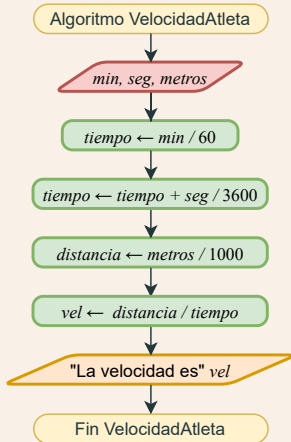 Algoritmo VelocidadAtleta
min, seg, metros
tiempo ← min / 60
tiempo ← tiempo + seg / 3600
distancia ← metros / 1000
vel ← distancia / tiempo
"La velocidad es" vel
Fin VelocidadAtleta